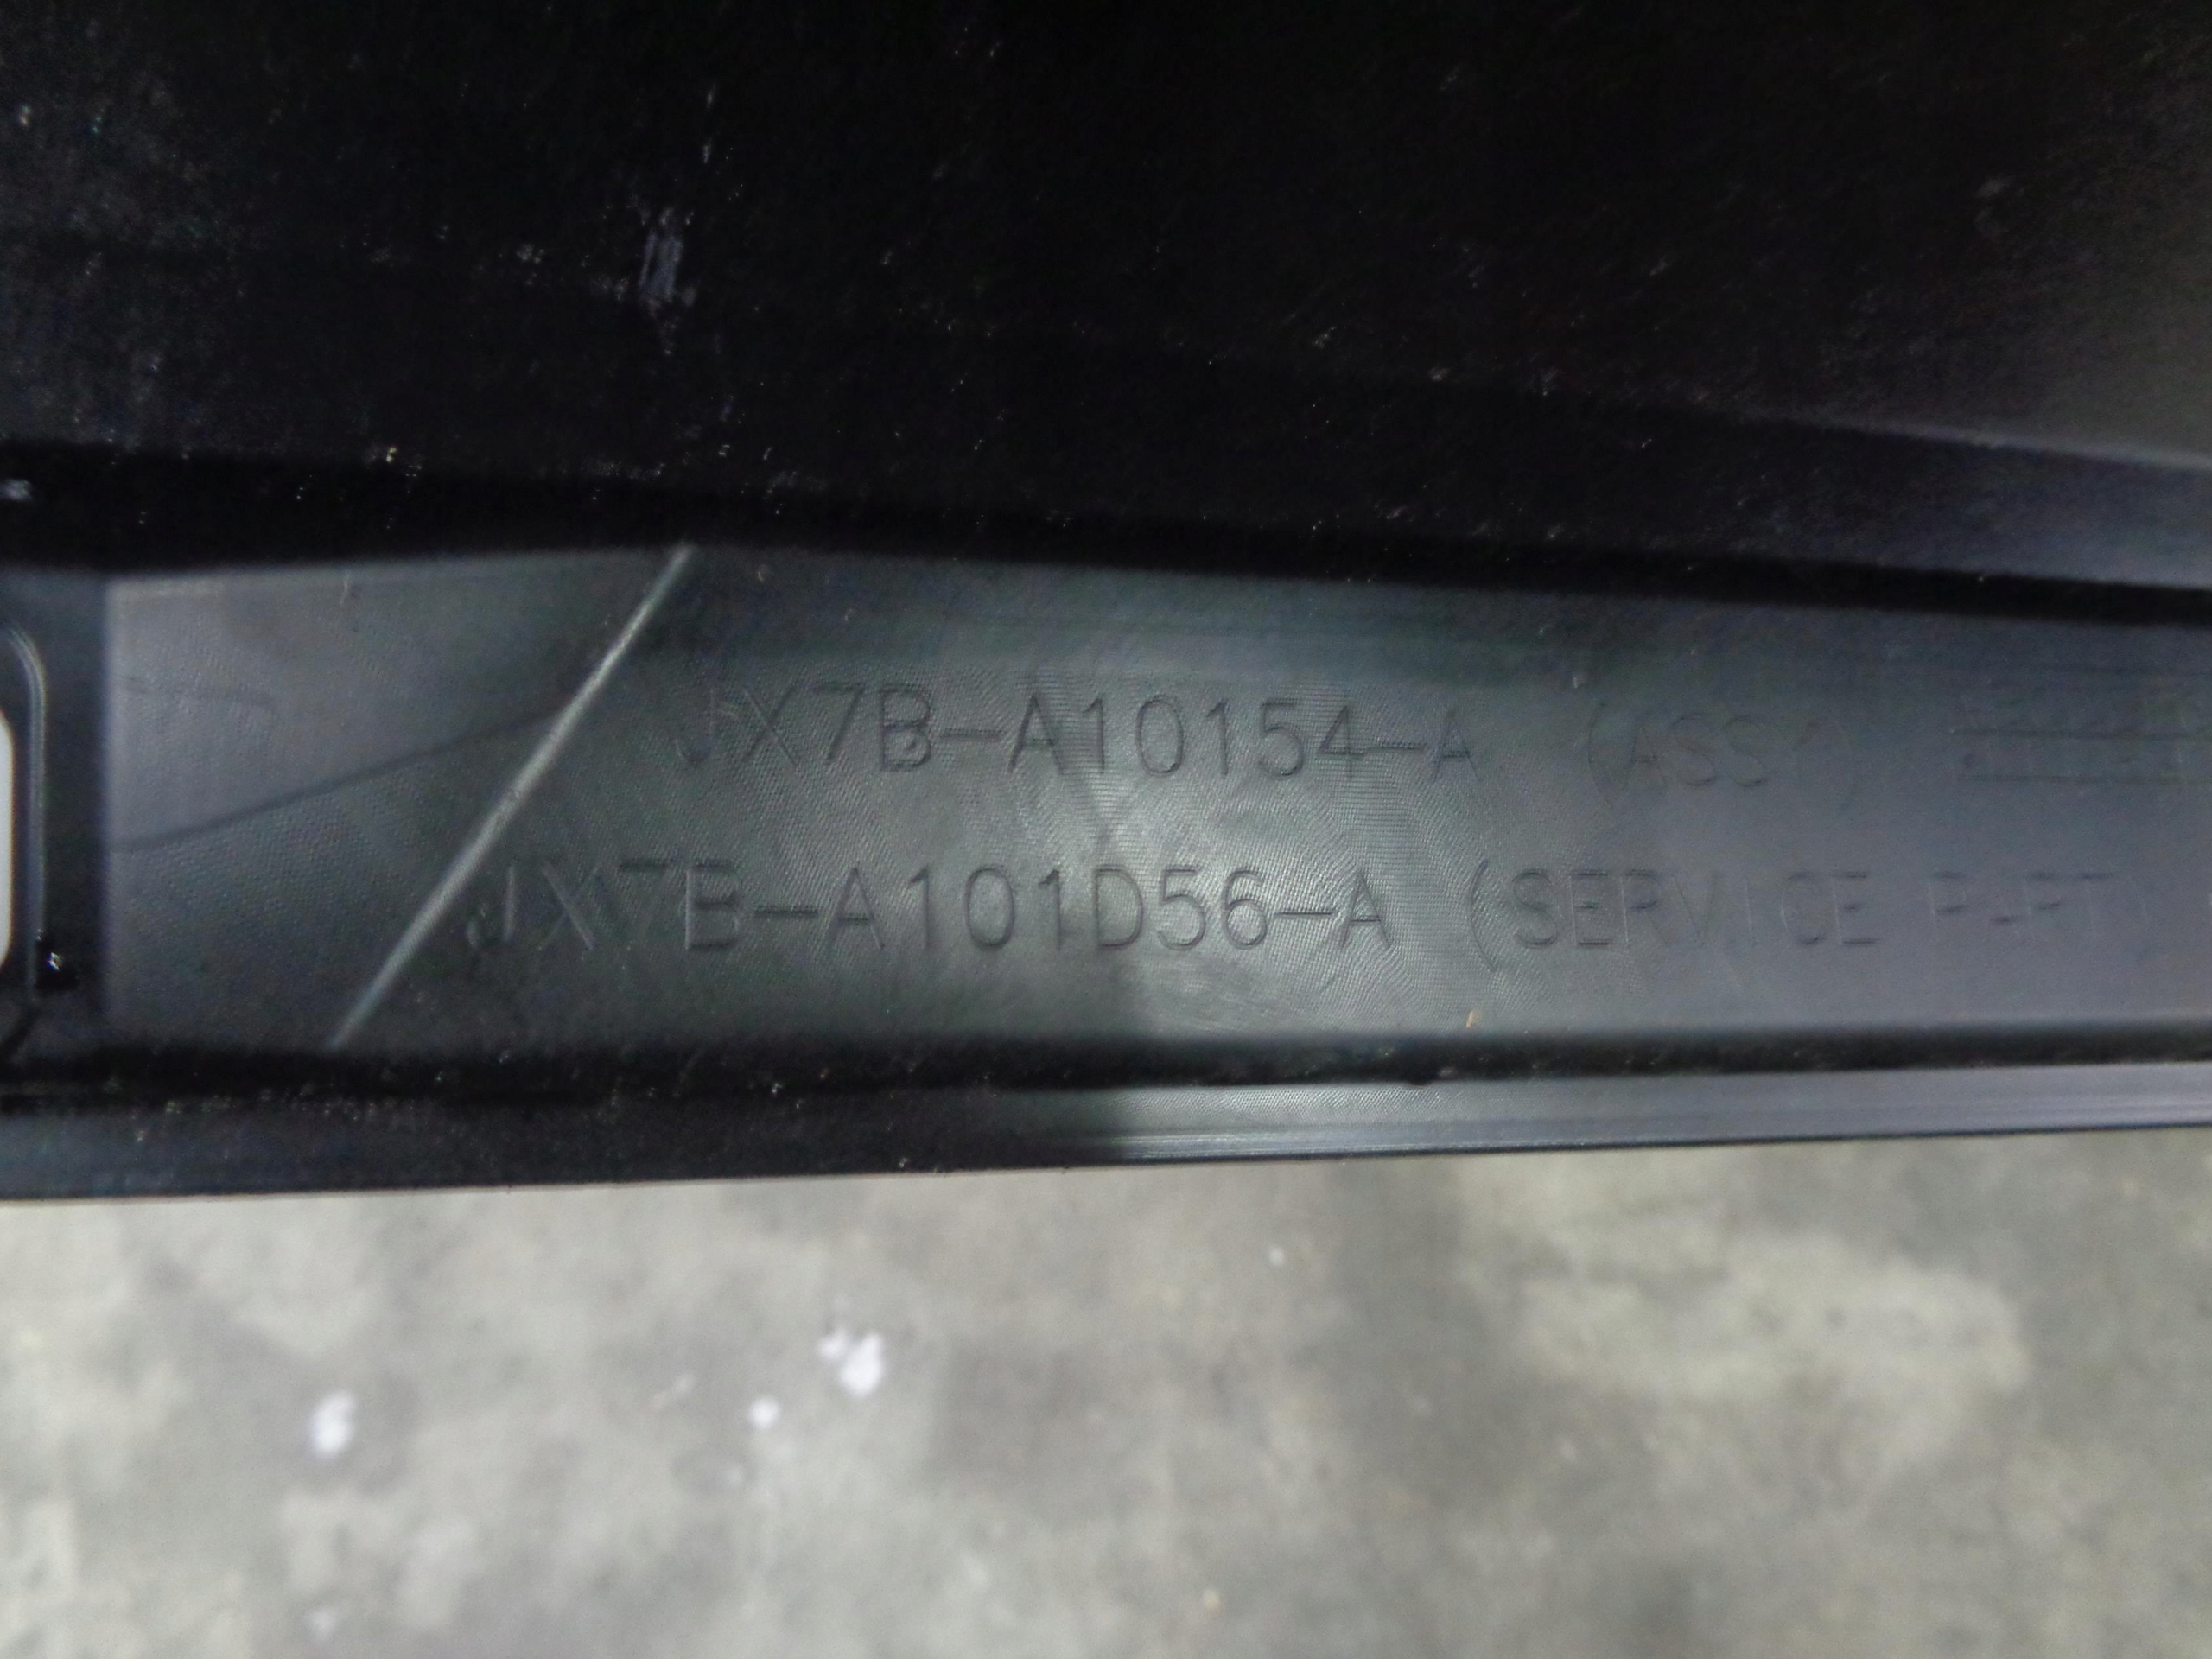 JX7B-A10154-A (ASSY)
JX7B-A101D56-A (SERVICE PART)